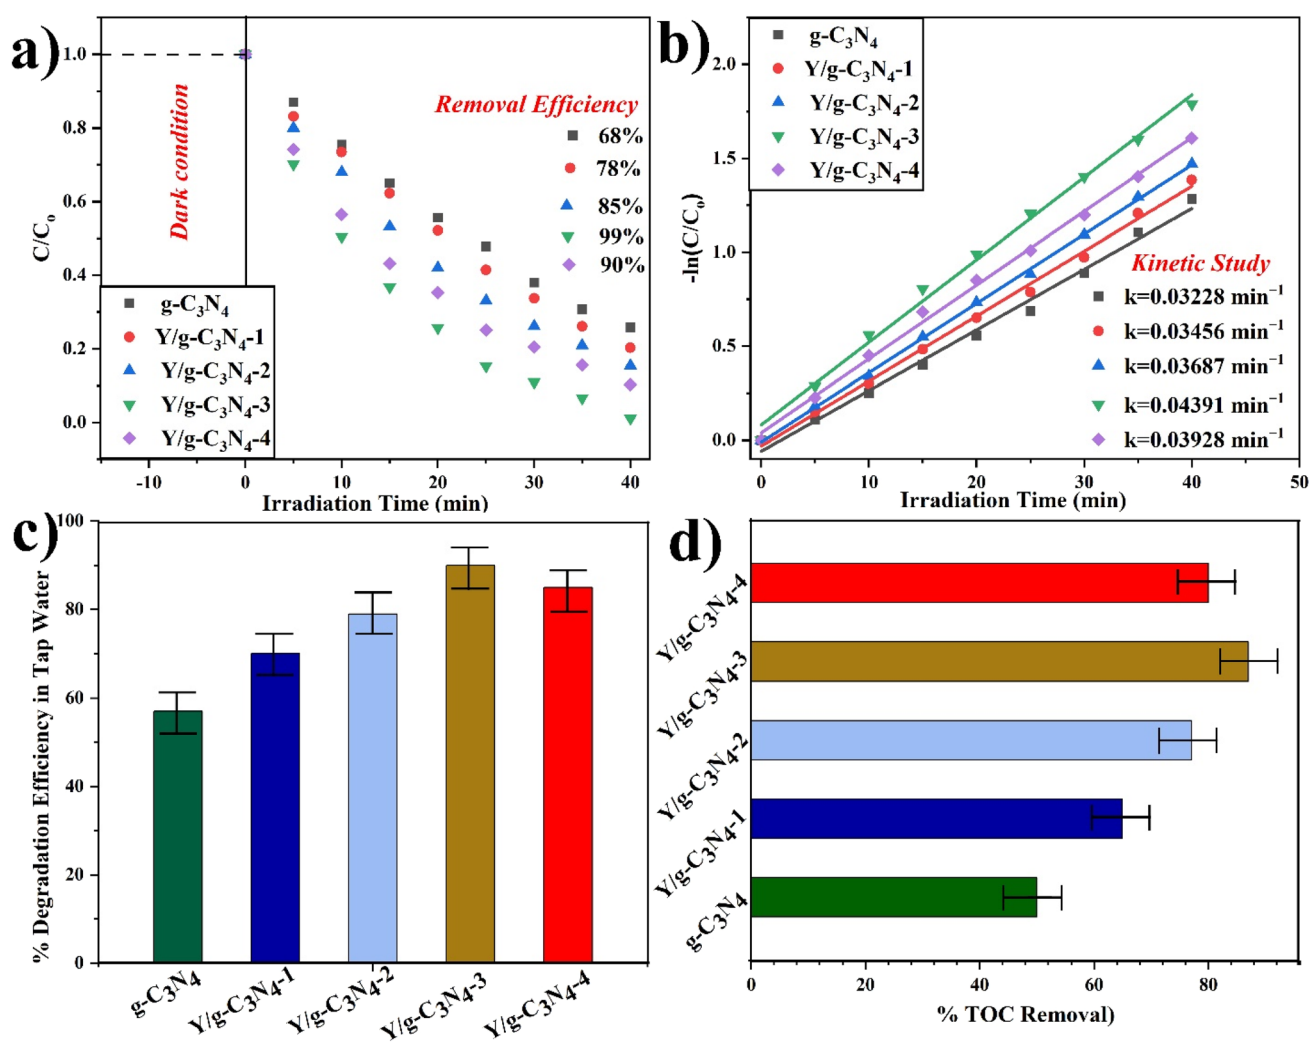 a)
1.0
0.8
0.6
0.4
0.2
0.0
C/Co
Dark condition
Removal Efficiency
68%
78%
85%
99%
90%
g-C3N4
Y/g-C3N4-1
Y/g-C3N4-2
Y/g-C3N4-3
Y/g-C3N4-4
-10 0 10 20 30 40
Irradiation Time (min)
b)
2.0
1.5
1.0
0.5
0.0
-ln(C/Co)
g-C3N4
Y/g-C3N4-1
Y/g-C3N4-2
Y/g-C3N4-3
Y/g-C3N4-4
Kinetic Study
k=0.03228 min−1
k=0.03456 min−1
k=0.03687 min−1
k=0.04391 min−1
k=0.03928 min−1
0 10 20 30 40 50
Irradiation Time (min)
c)
100
80
60
40
20
0
% Degradation Efficiency in Tap Water
g-C3N4
Y/g-C3N4-1
Y/g-C3N4-2
Y/g-C3N4-3
Y/g-C3N4-4
d)
Y/g-C3N4-4
Y/g-C3N4-3
Y/g-C3N4-2
Y/g-C3N4-1
g-C3N4
0 20 40 60 80
% TOC Removal)